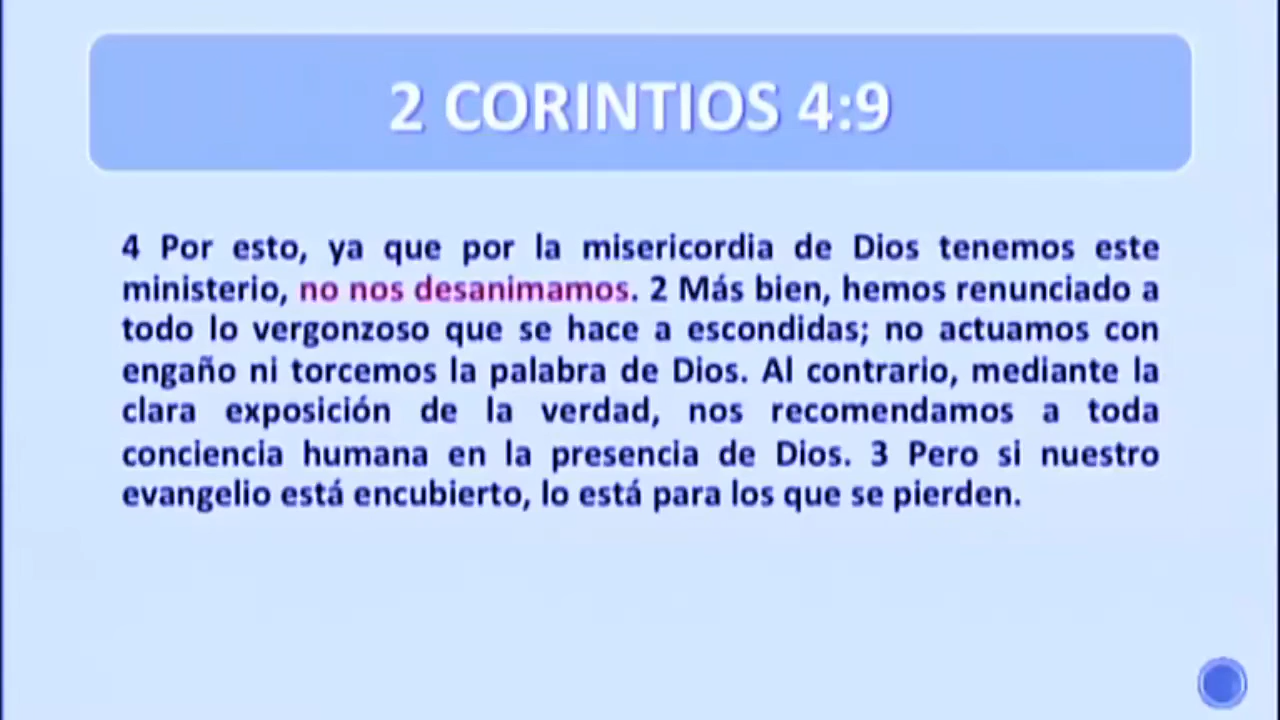 2 CORINTIOS 4:9
4 Por esto, ya que por la misericordia de Dios tenemos este
ministerio, no nos desanimamos. 2 Más bien, hemos renunciado a
todo lo vergonzoso que se hace a escondidas; no actuamos con
engaño ni torcemos la palabra de Dios. Al contrario, mediante la
clara exposición de la verdad, nos recomendamos a toda
conciencia humana en la presencia de Dios. 3 Pero si nuestro
evangelio está encubierto, lo está para los que se pierden.